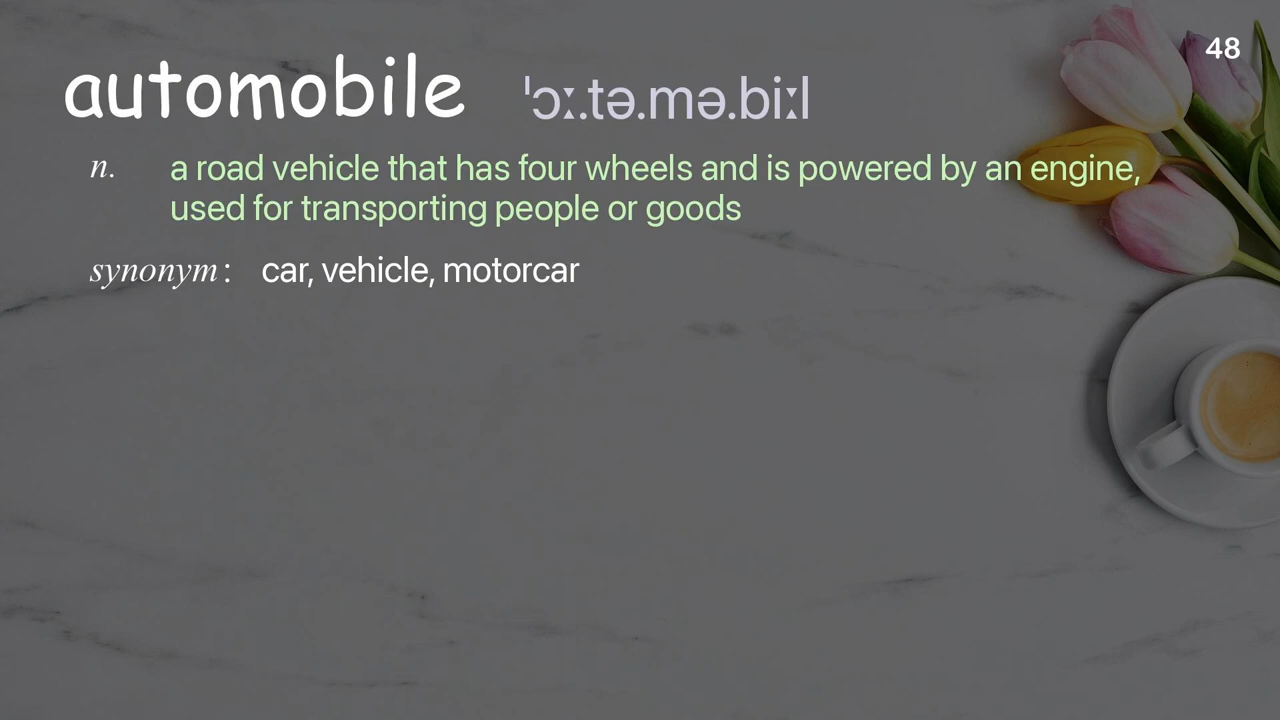 48
automobile ˈɔː.tə.mə.biːl
n. a road vehicle that has four wheels and is powered by an engine,
used for transporting people or goods
synonym: car, vehicle, motorcar